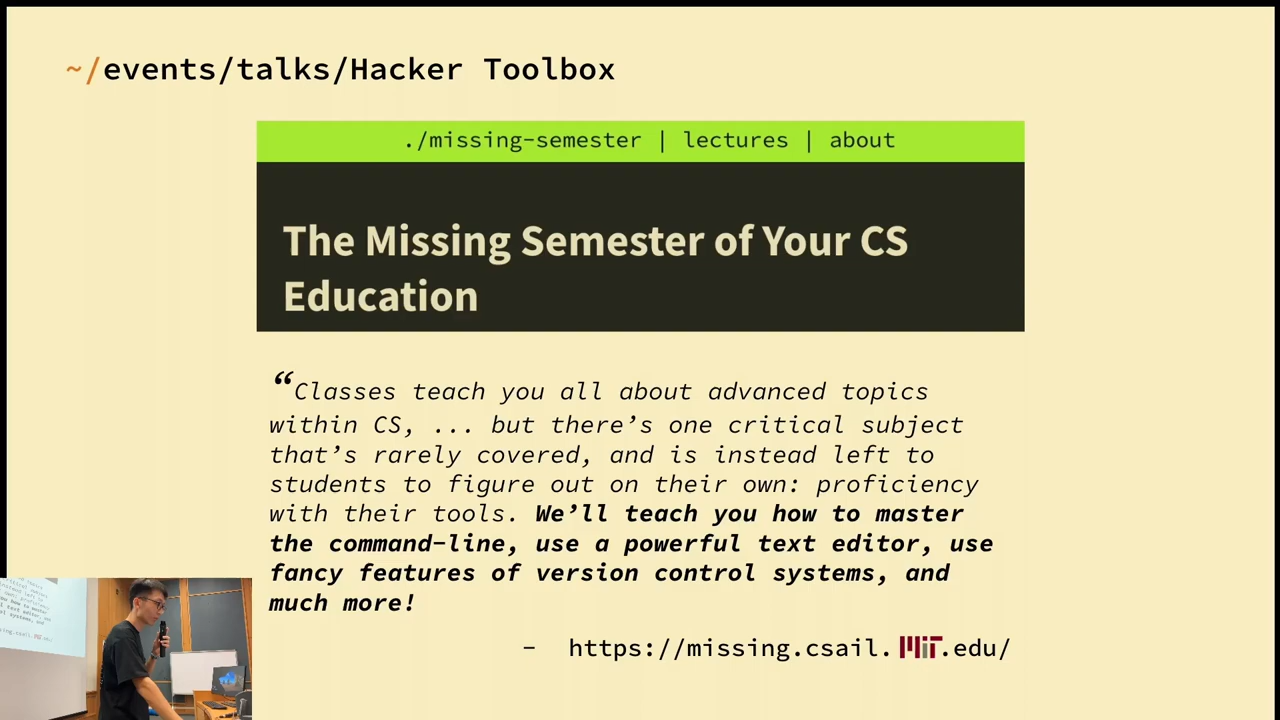 ~/events/talks/Hacker Toolbox
./missing-semester | lectures | about
The Missing Semester of Your CS
Education
“Classes teach you all about advanced topics
within CS, ... but there’s one critical subject
that’s rarely covered, and is instead left to
students to figure out on their own: proficiency
with their tools. We’ll teach you how to master
the command-line, use a powerful text editor, use
fancy features of version control systems, and
much more!
- https://missing.csail.MIT.edu/